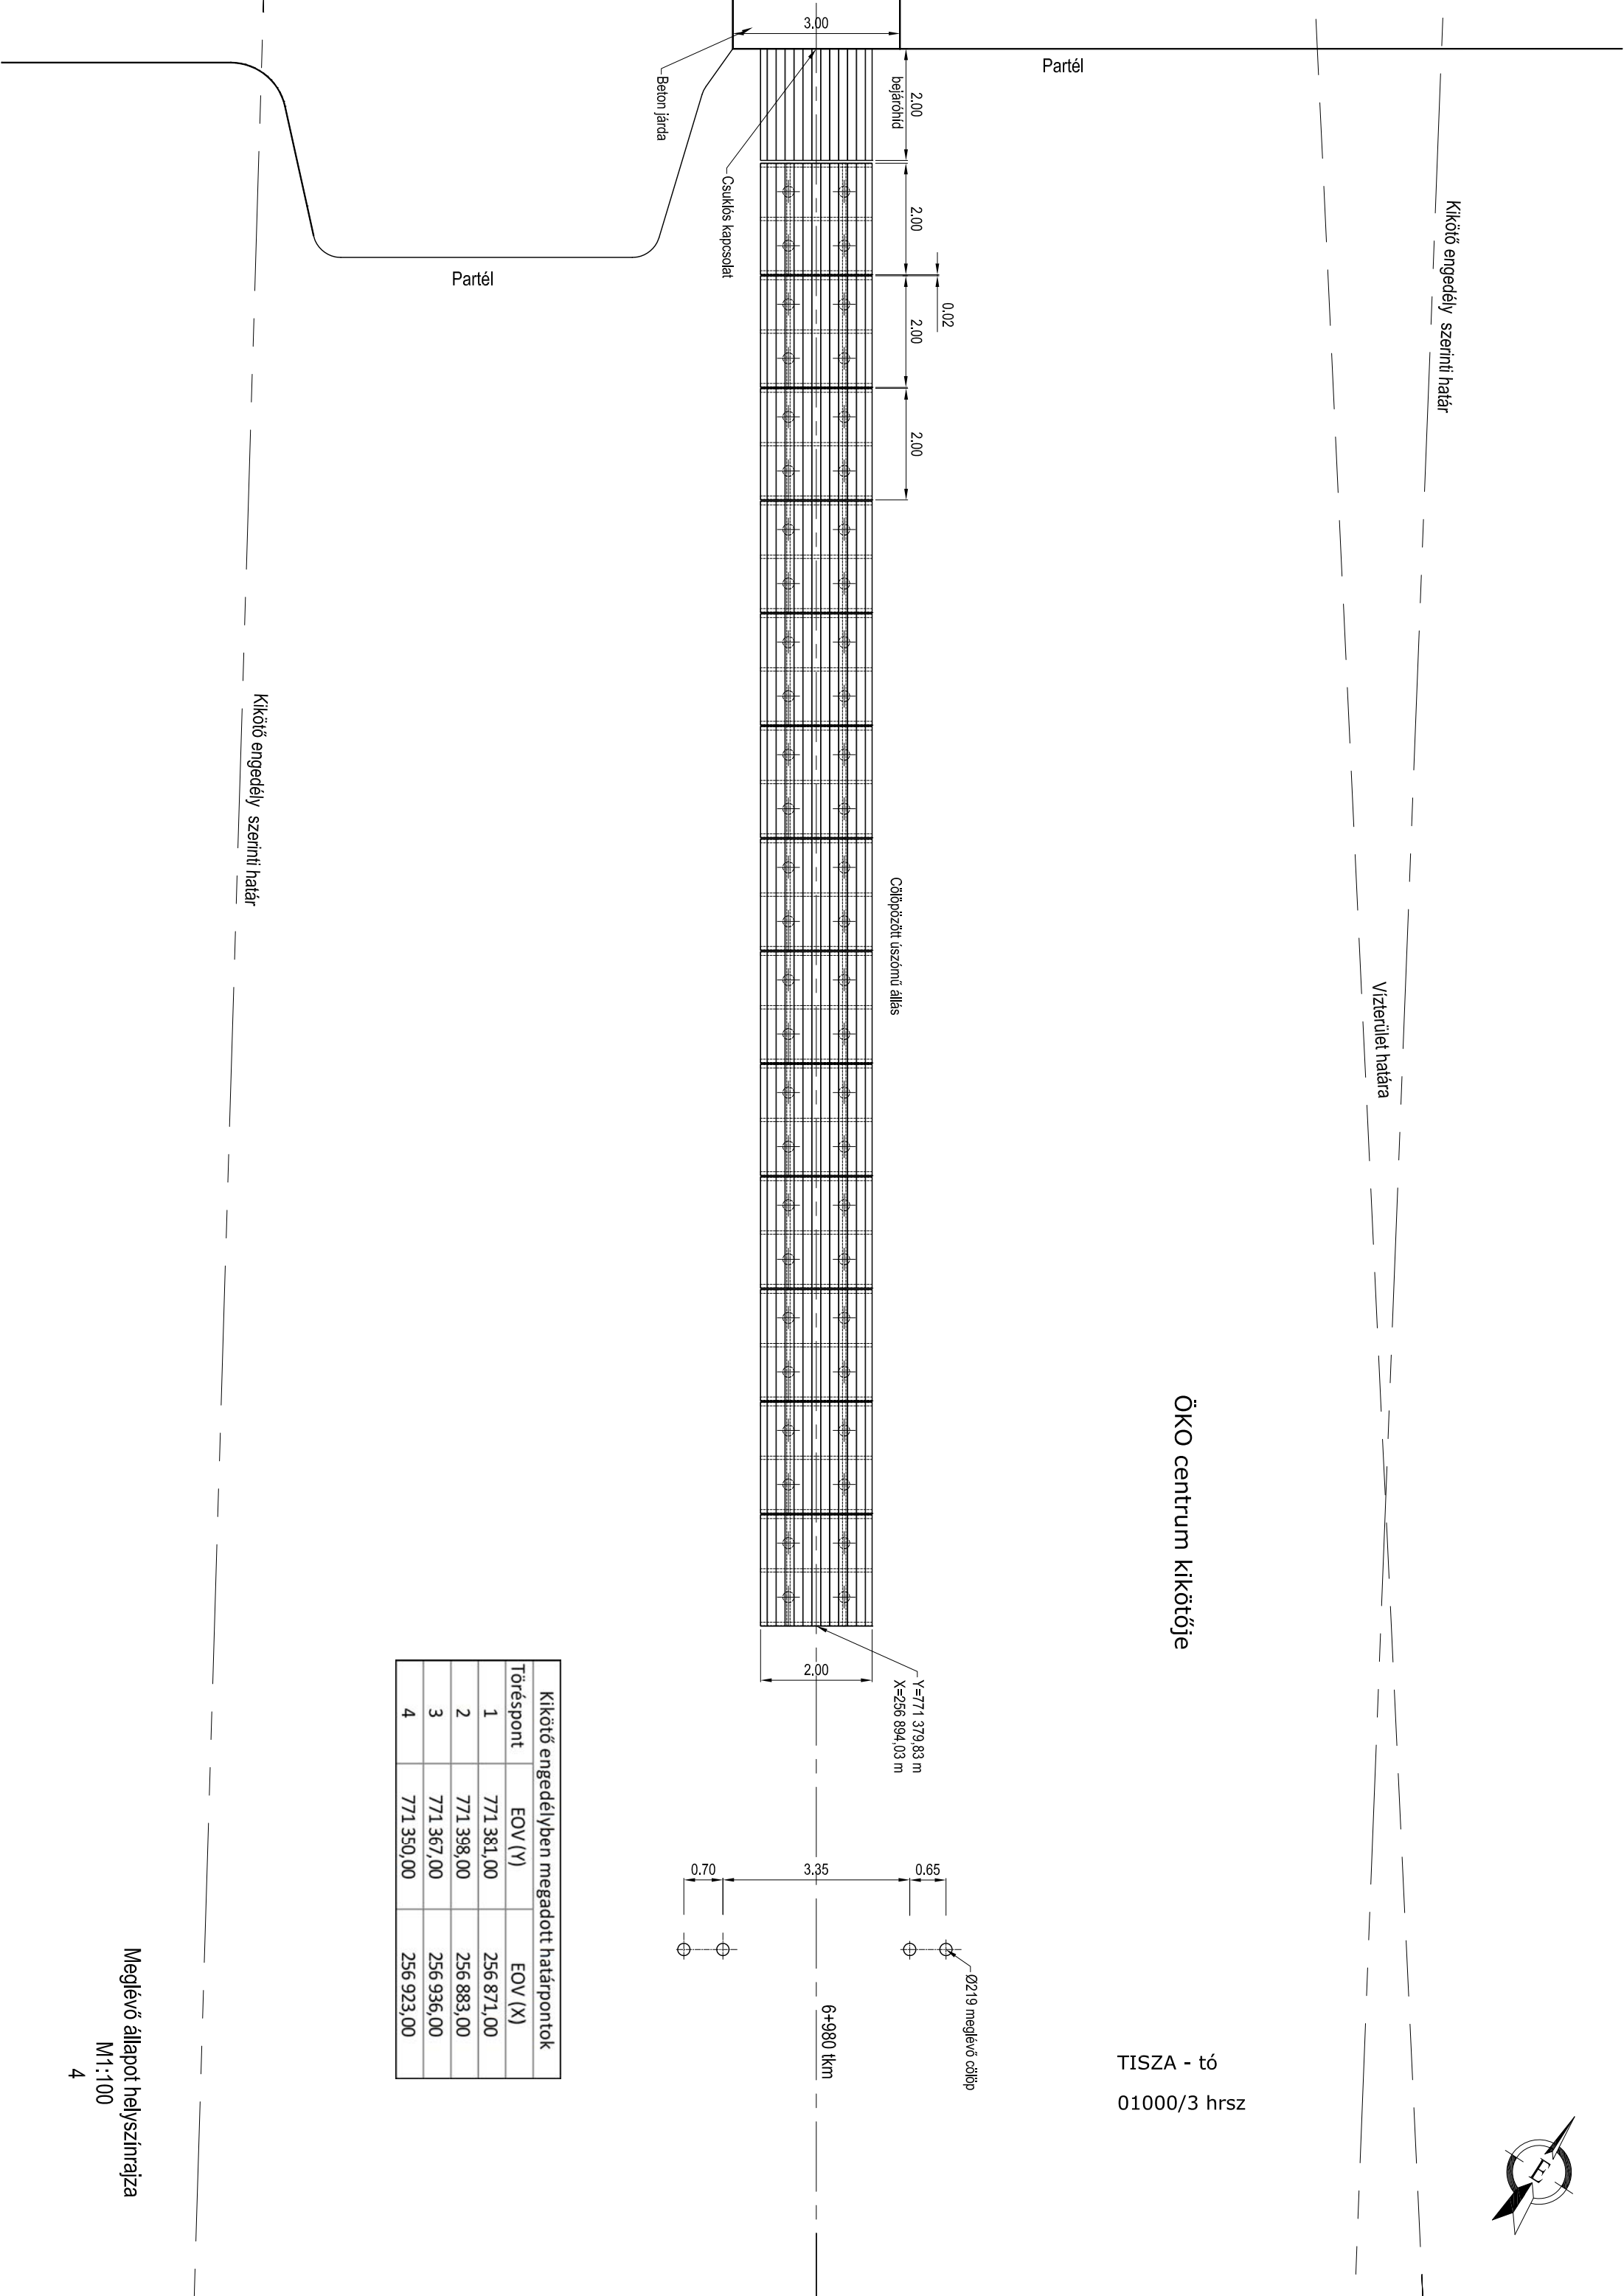 3.00
Partél
Beton járda
2.00
bejáróhíd
Csuklós kapcsolat
2.00
0.02
2.00
2.00
Partél
Kikötő engedély szerinti határ
Kikötő engedély szerinti határ
Cölöpözött úszómű állás
Vízterület határa
ÖKO centrum kikötője
2.00
Y=771 379,83 m
X=256 894,03 m
Kikötő engedélyben megadott határpontok
Töréspont EOV (Y) EOV (X)
1 771 381,00 256 871,00
2 771 398,00 256 883,00
3 771 367,00 256 936,00
4 771 350,00 256 923,00
0.70
3.35
0.65
Ø219 meglévő cölöp
6+980 tkm
TISZA - tó
01000/3 hrsz
E
Meglévő állapot helyszínrajza
M1:100
4